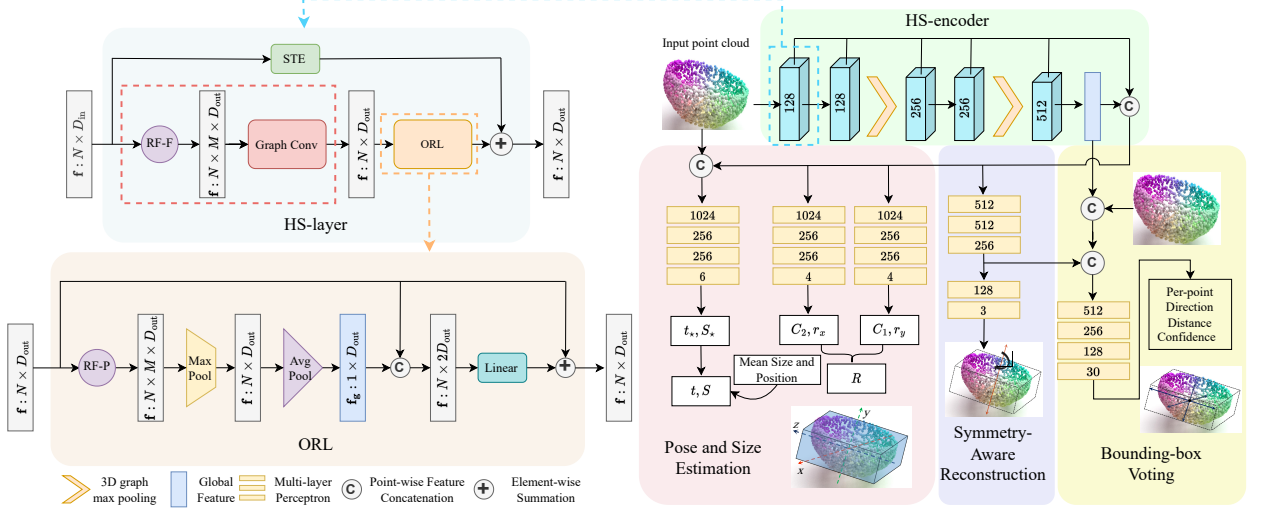 STE
f : N × D_in
RF-F
f : N × M × D_out
Graph Conv
f : N × D_out
ORL
f : N × D_out
HS-layer
f : N × D_out
RF-P
f : N × M × D_out
Max
Pool
f : N × D_out
Avg
Pool
f_g : 1 × D_out
C
f : N × 2D_out
Linear
f : N × D_out
ORL
3D graph
max pooling
Global
Feature
Multi-layer
Perceptron
C
Point-wise Feature
Concatenation
Element-wise
Summation
HS-encoder
Input point cloud
128
128
256
256
512
C
C
1024
256
256
6
1024
256
256
4
1024
256
256
4
t⋆, S⋆
C₂, r_x
C₁, r_y
Mean Size and
Position
t, S
R
y
z
x
Pose and Size
Estimation
512
512
256
128
3
Symmetry-
Aware
Reconstruction
C
C
512
256
128
30
Per-point
Direction
Distance
Confidence
Bounding-box
Voting